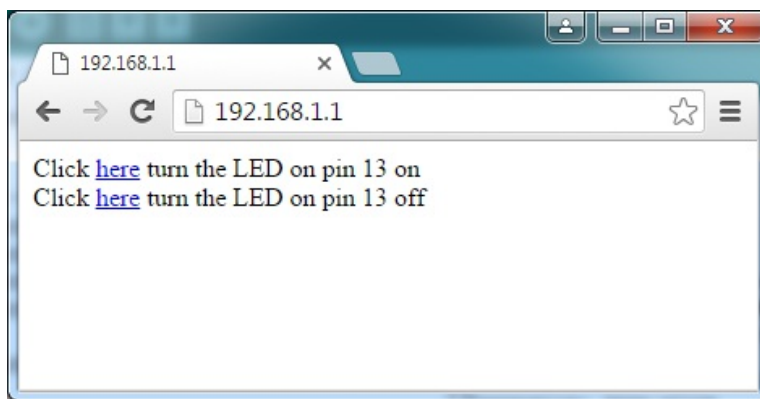 192.168.1.1
192.168.1.1
Click here turn the LED on pin 13 on
Click here turn the LED on pin 13 off